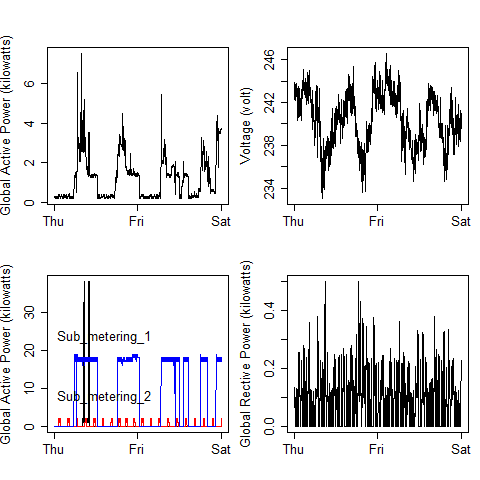 Global Active Power (kilowatts)
6
4
2
0
Thu
Fri
Sat
Voltage (volt)
246
242
238
234
Thu
Fri
Sat
Global Active Power (kilowatts)
30
20
10
0
Sub_metering_1
Sub_metering_2
Thu
Fri
Sat
Global Rective Power (kilowatts)
0.4
0.2
0.0
Thu
Fri
Sat